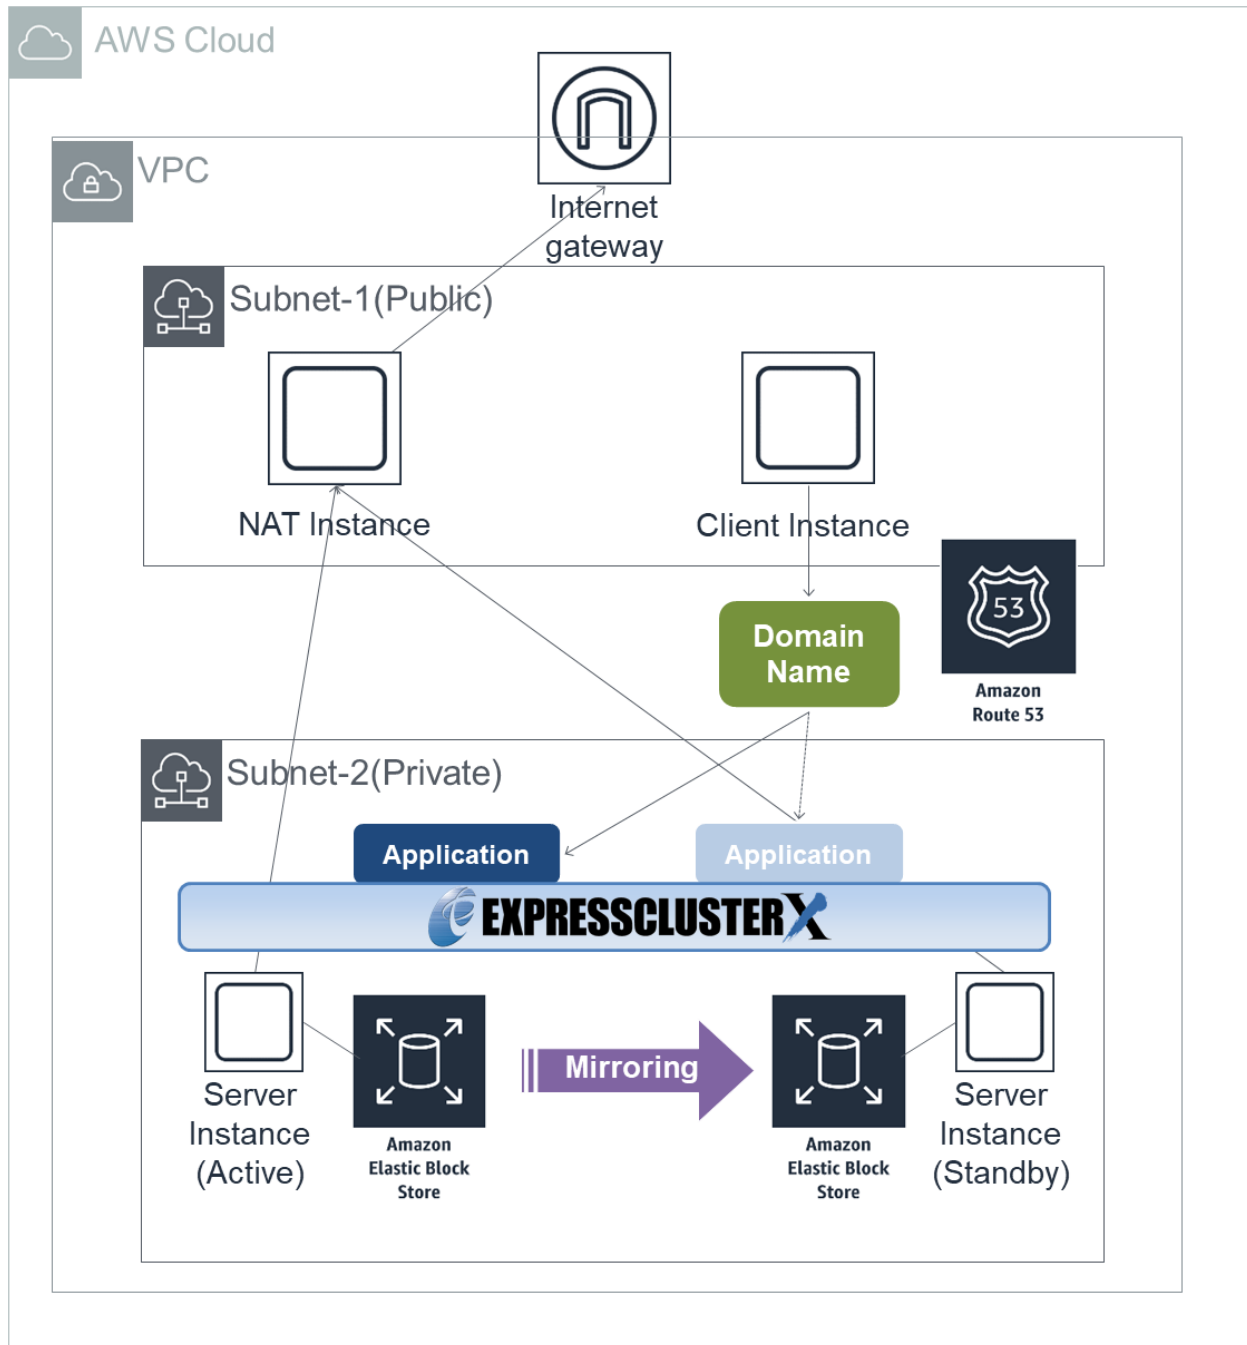 AWS Cloud
VPC
Internet
gateway
Subnet-1(Public)
NAT Instance
Client Instance
53
Domain
Name
Amazon
Route 53
Subnet-2(Private)
Application
Application
EXPRESSCLUSTER X
Mirroring
Server
Instance
(Active)
Amazon
Elastic Block
Store
Amazon
Elastic Block
Store
Server
Instance
(Standby)